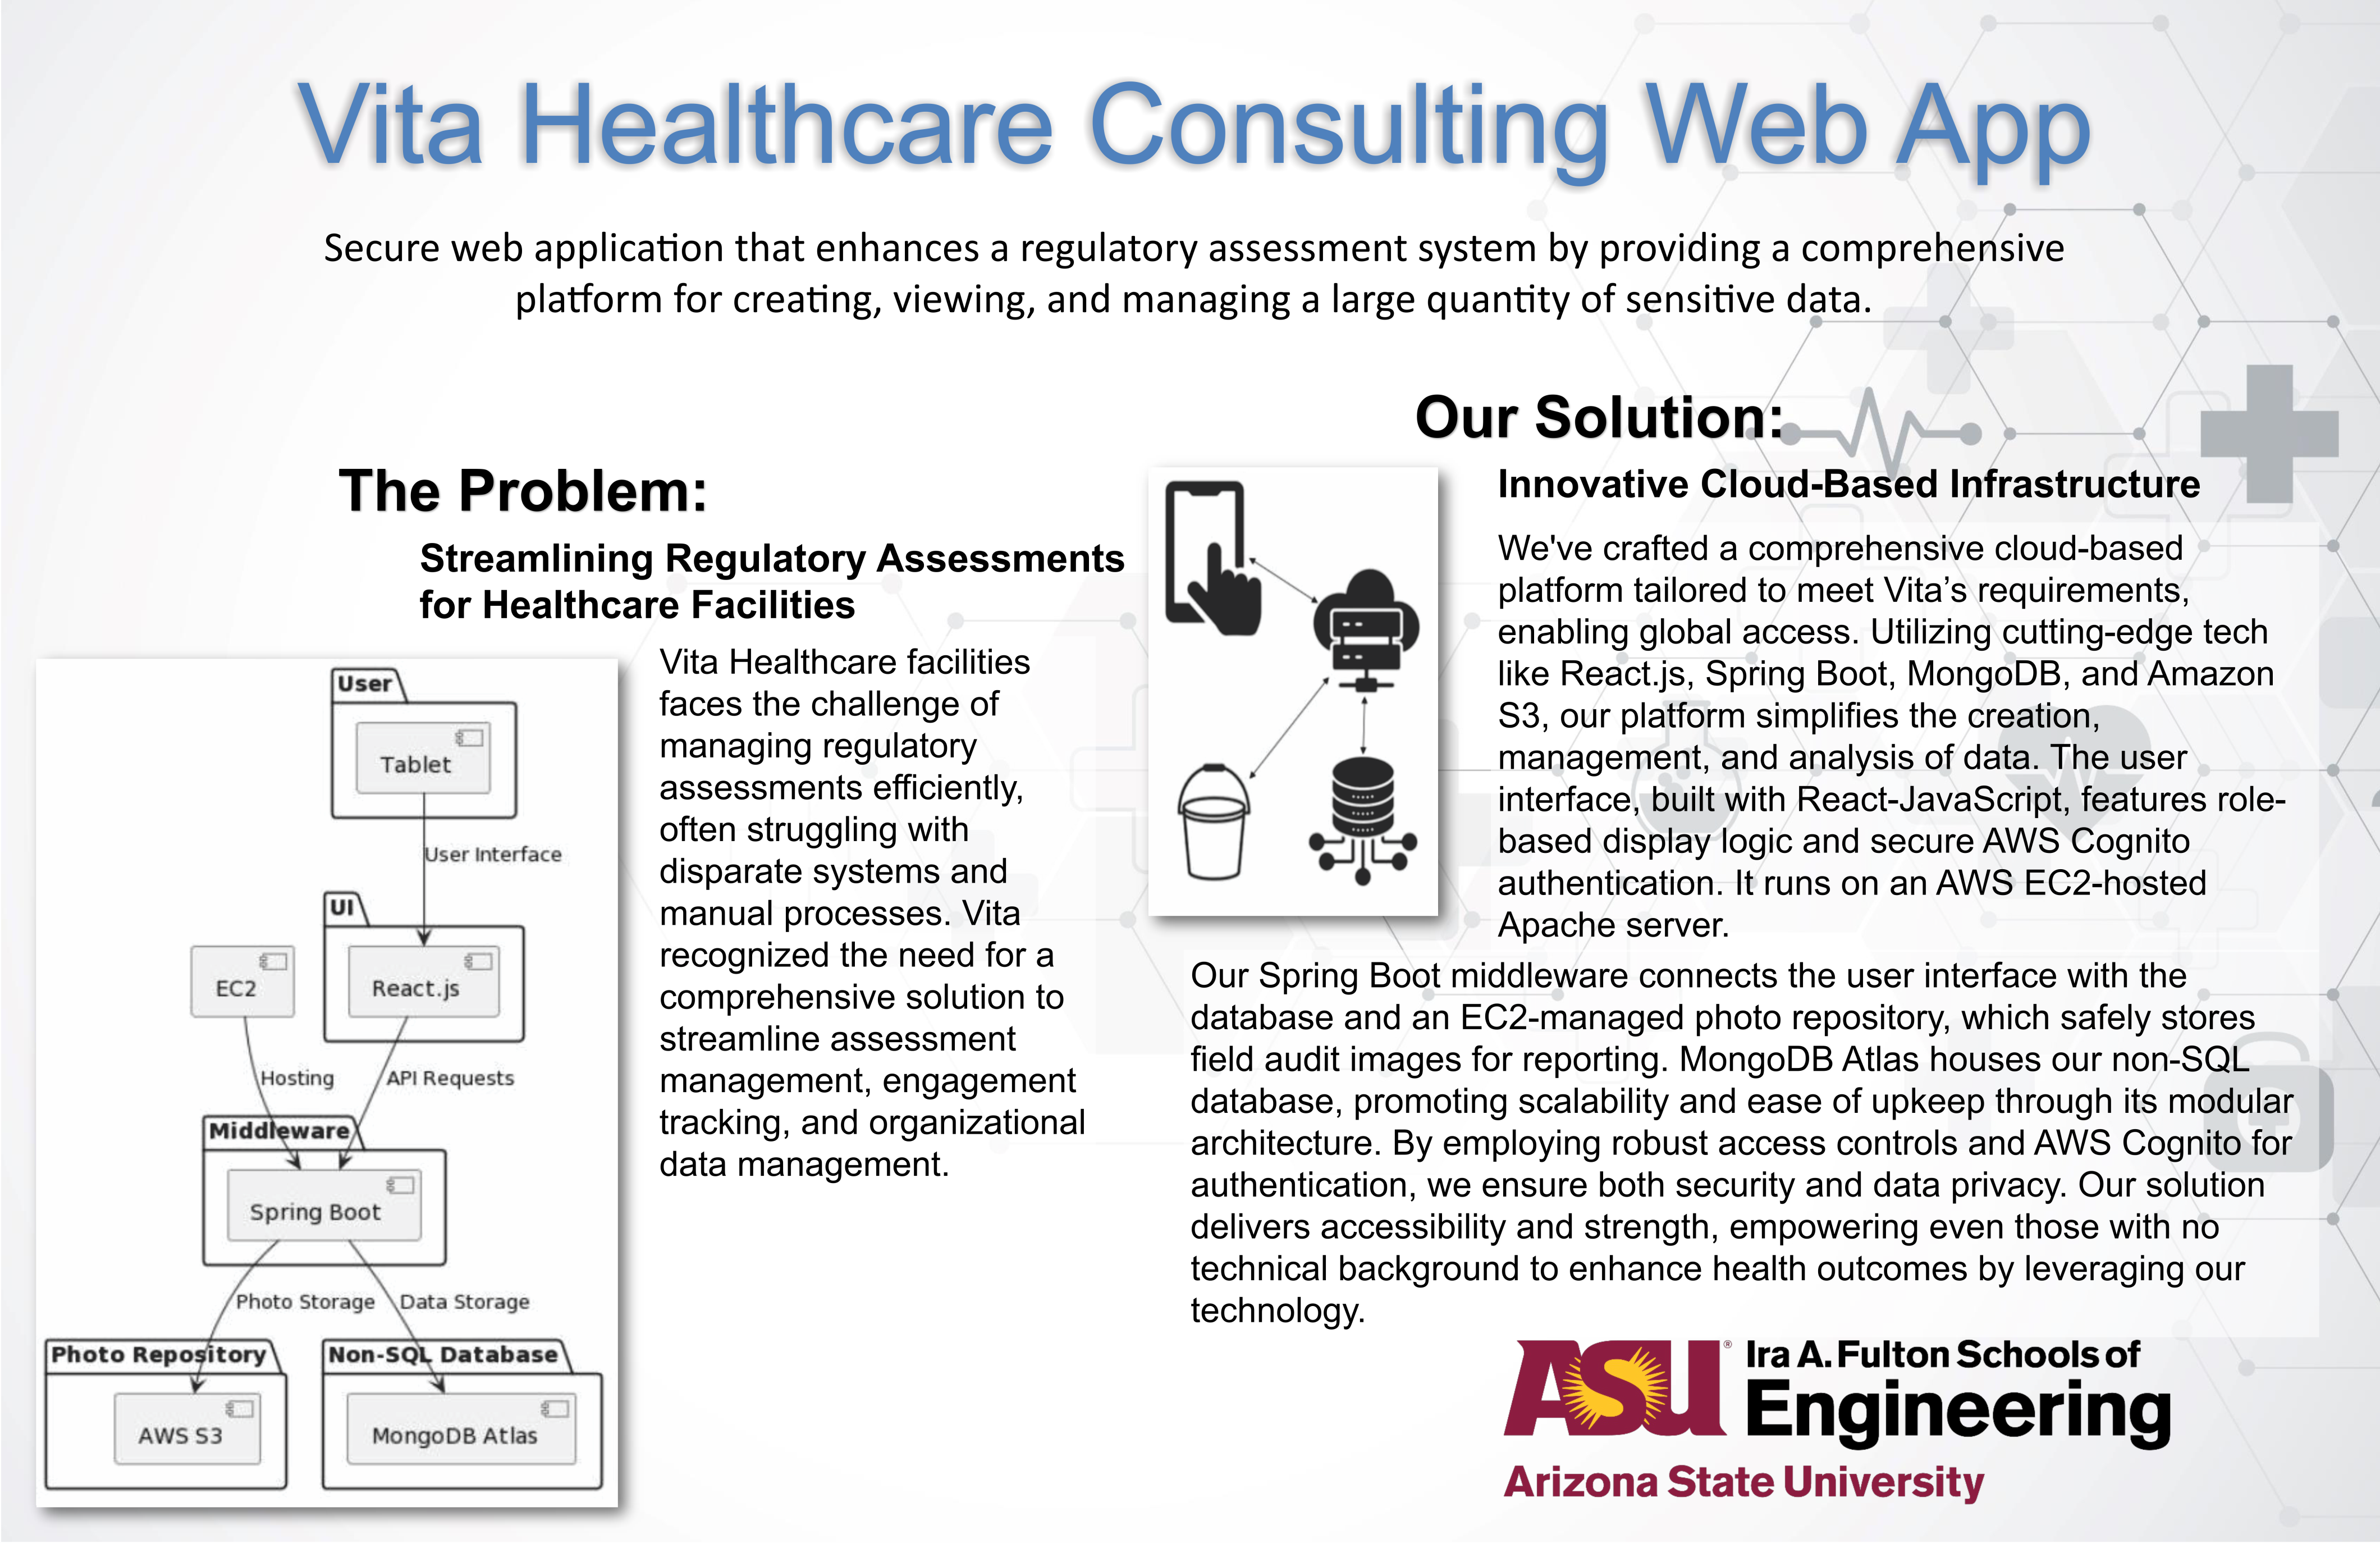 Vita Healthcare Consulting Web App
Secure web application that enhances a regulatory assessment system by providing a comprehensive
platform for creating, viewing, and managing a large quantity of sensitive data.
The Problem:
Streamlining Regulatory Assessments
for Healthcare Facilities
Vita Healthcare facilities
faces the challenge of
managing regulatory
assessments efficiently,
often struggling with
disparate systems and
manual processes. Vita
recognized the need for a
comprehensive solution to
streamline assessment
management, engagement
tracking, and organizational
data management.
User
Tablet
User Interface
UI
EC2
React.js
Hosting
API Requests
Middleware
Spring Boot
Photo Storage
Data Storage
Photo Repository
Non-SQL Database
AWS S3
MongoDB Atlas
Our Solution:
Innovative Cloud-Based Infrastructure
We've crafted a comprehensive cloud-based
platform tailored to meet Vita’s requirements,
enabling global access. Utilizing cutting-edge tech
like React.js, Spring Boot, MongoDB, and Amazon
S3, our platform simplifies the creation,
management, and analysis of data. The user
interface, built with React-JavaScript, features role-
based display logic and secure AWS Cognito
authentication. It runs on an AWS EC2-hosted
Apache server.
Our Spring Boot middleware connects the user interface with the
database and an EC2-managed photo repository, which safely stores
field audit images for reporting. MongoDB Atlas houses our non-SQL
database, promoting scalability and ease of upkeep through its modular
architecture. By employing robust access controls and AWS Cognito for
authentication, we ensure both security and data privacy. Our solution
delivers accessibility and strength, empowering even those with no
technical background to enhance health outcomes by leveraging our
technology.
ASU® Ira A. Fulton Schools of
Engineering
Arizona State University